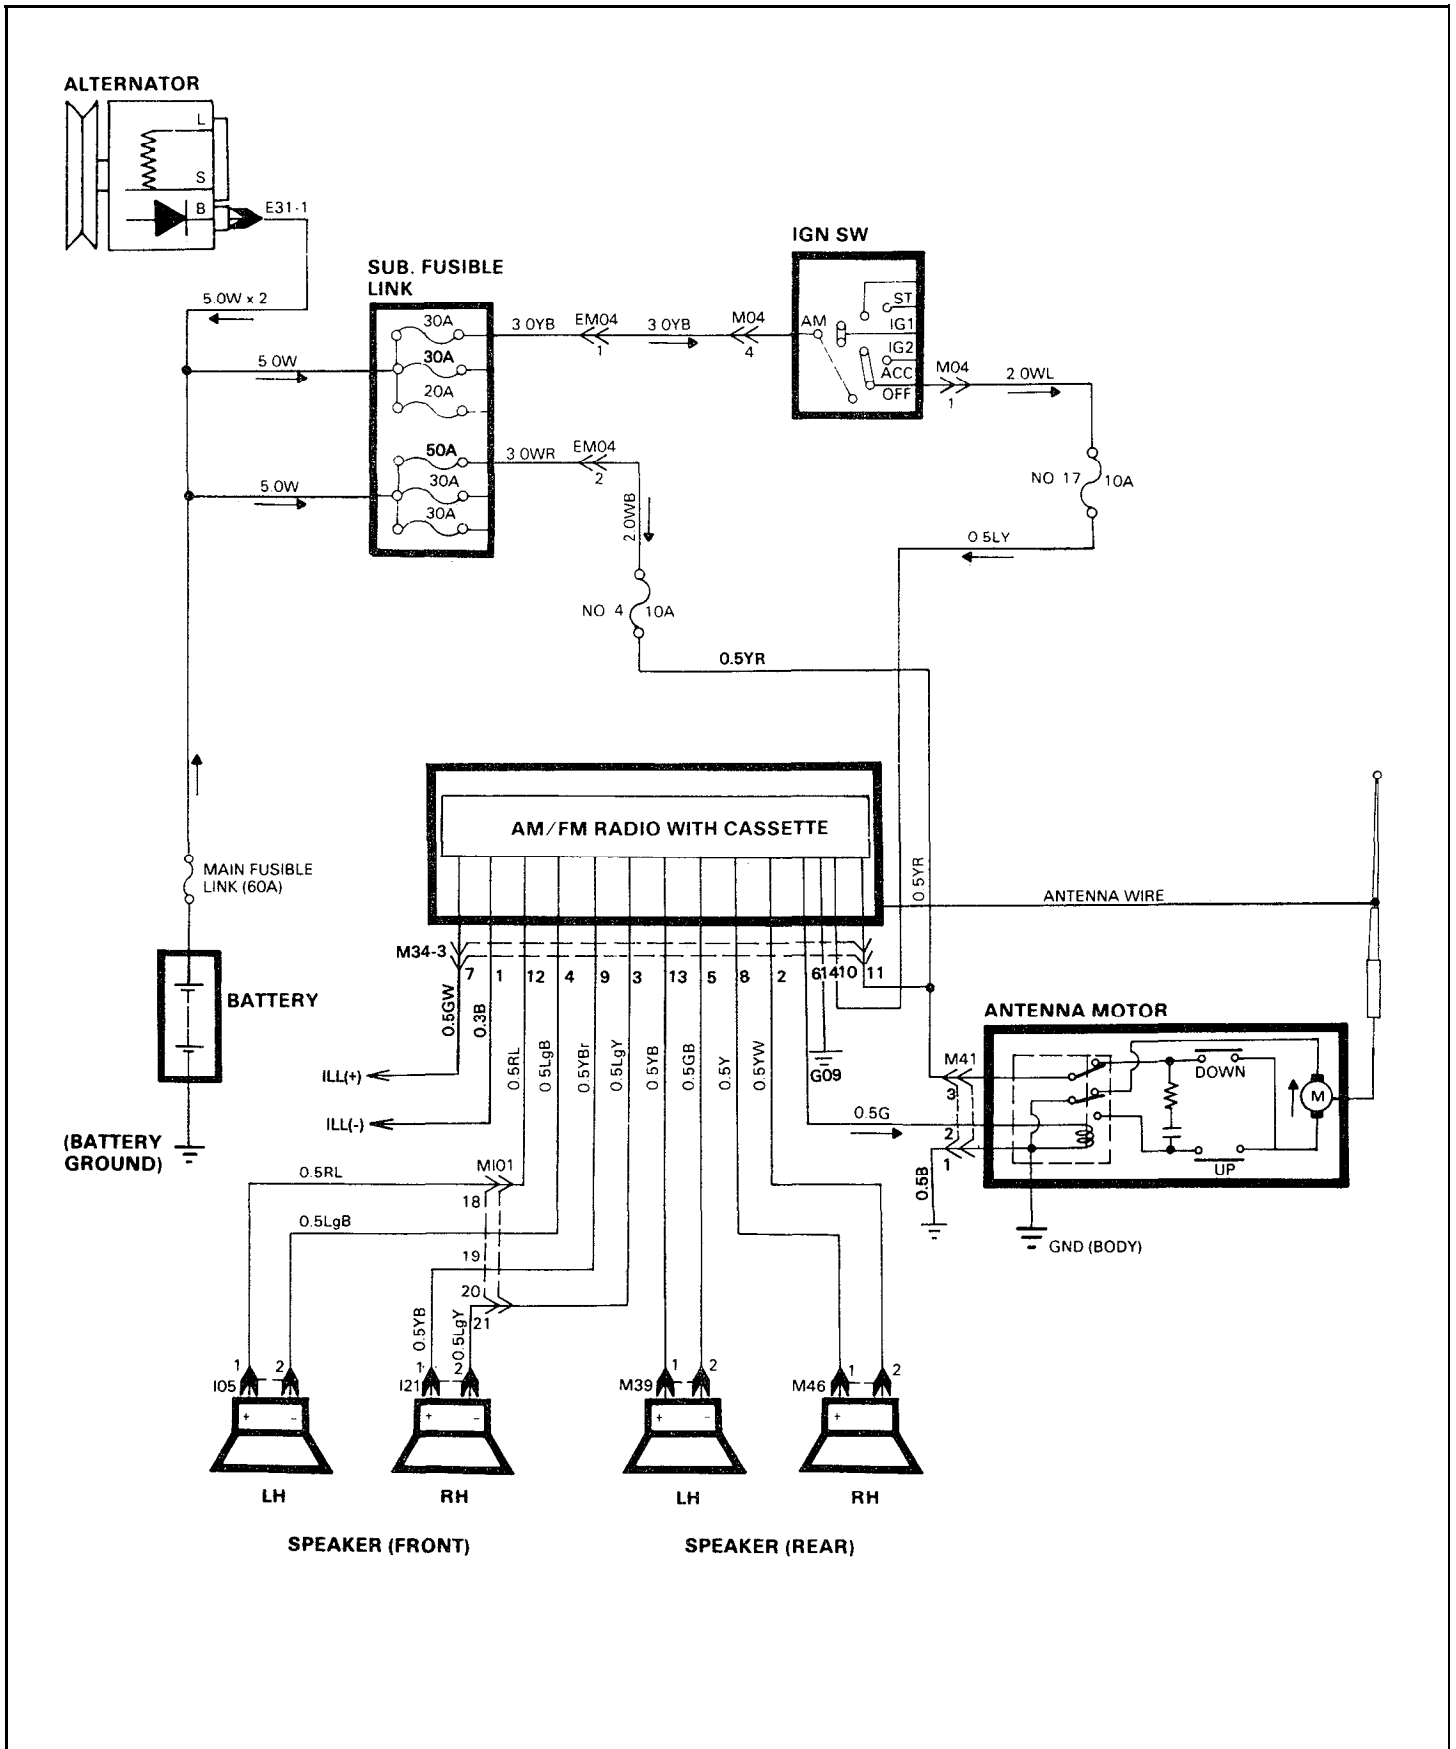 ALTERNATOR
L
S
B
E31-1
5.0W x 2
SUB. FUSIBLE
LINK
30A
30A
20A
50A
30A
30A
5.0W
5.0W
3 0YB
EM04
1
3 0YB
M04
4
IGN SW
AM
ST
IG1
IG2
ACC
OFF
M04
1
2.0WL
NO 17
10A
0 5LY
3 0WR
EM04
2
2.0WB
NO 4
10A
0.5YR
AM/FM RADIO WITH CASSETTE
0 5YR
ANTENNA WIRE
MAIN FUSIBLE
LINK (60A)
BATTERY
(BATTERY
GROUND)
M34-3
7
1
12
4
9
3
13
5
8
2
6
14
10
11
0.5GW
0.3B
0.5RL
0.5LgB
0.5YBr
0.5LgY
0.5YB
0.5GB
0.5Y
0.5YW
G09
ILL(+)
ILL(-)
ANTENNA MOTOR
M41
3
2
1
0.5G
0.5B
DOWN
UP
M
GND (BODY)
0.5RL
MI01
18
0.5LgB
19
20
21
0.5YB
0.5LgY
1
2
I05
1
2
I21
1
2
M39
1
2
M46
+
-
+
-
+
-
+
-
LH
RH
LH
RH
SPEAKER (FRONT)
SPEAKER (REAR)